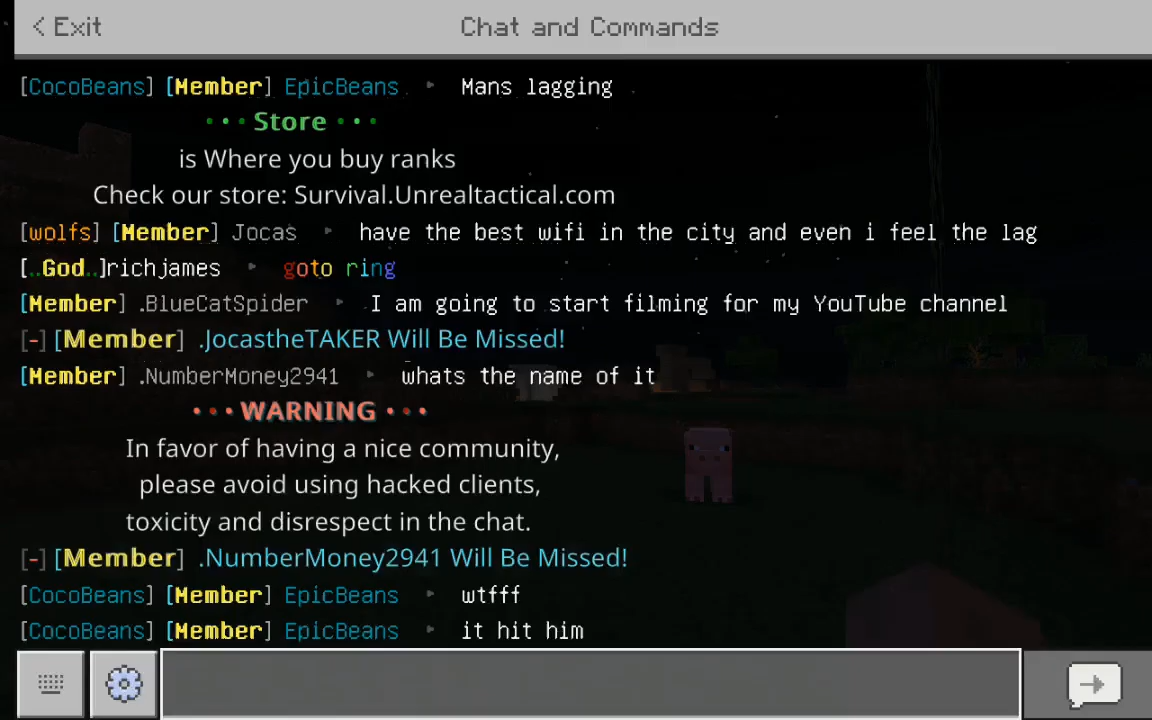 < Exit
Chat and Commands
[CocoBeans] [Member] EpicBeans ▸ Mans lagging
••• Store •••
is Where you buy ranks
Check our store: Survival.Unrealtactical.com
[wolfs] [Member] Jocas ▸ have the best wifi in the city and even i feel the lag
[..God..]richjames ▸ goto ring
[Member] .BlueCatSpider ▸ I am going to start filming for my YouTube channel
[-] [Member] .JocastheTAKER Will Be Missed!
[Member] .NumberMoney2941 ▸ whats the name of it
••• WARNING •••
In favor of having a nice community,
please avoid using hacked clients,
toxicity and disrespect in the chat.
[-] [Member] .NumberMoney2941 Will Be Missed!
[CocoBeans] [Member] EpicBeans ▸ wtfff
[CocoBeans] [Member] EpicBeans ▸ it hit him